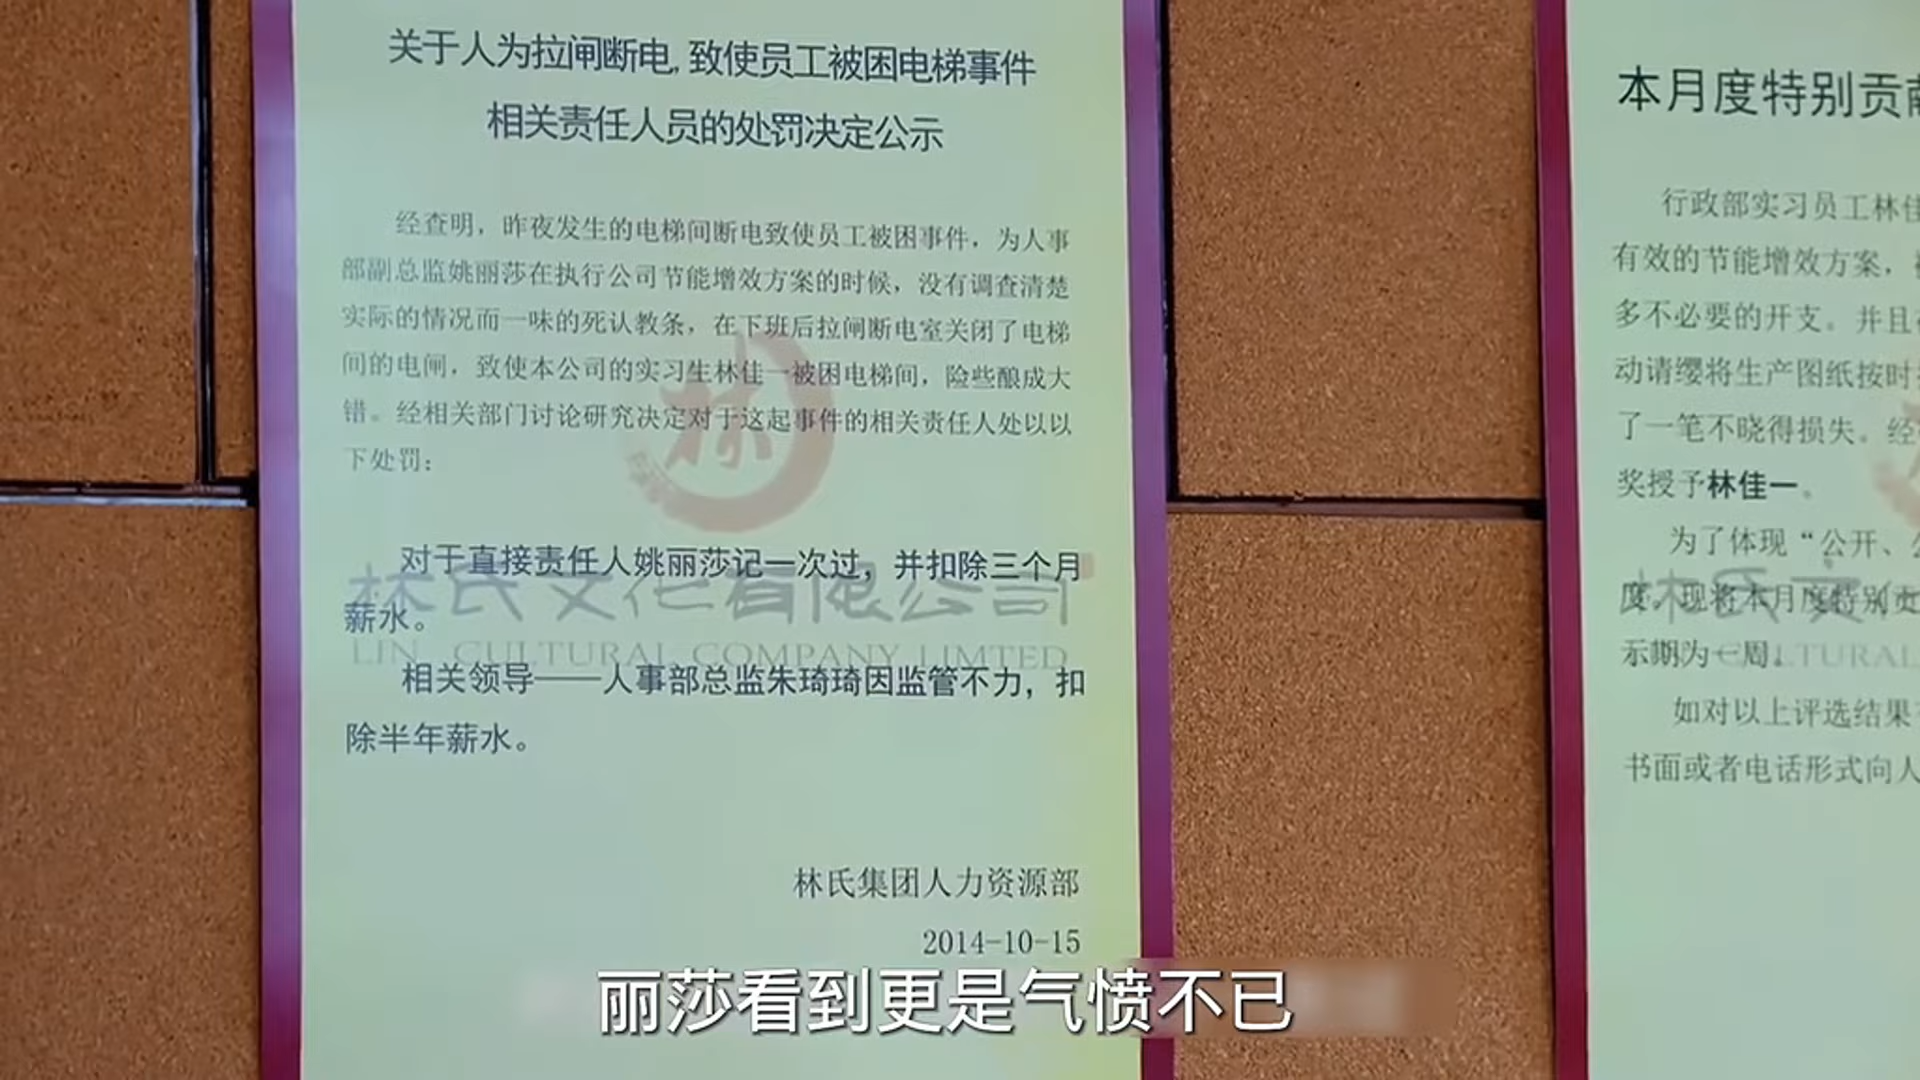 关于人为拉闸断电,致使员工被困电梯事件
相关责任人员的处罚决定公示
经查明，昨夜发生的电梯间断电致使员工被困事件，为人事
部副总监姚丽莎在执行公司节能增效方案的时候，没有调查清楚
实际的情况而一味的死认教条，在下班后拉闸断电室关闭了电梯
间的电闸，致使本公司的实习生林佳一被困电梯间，险些酿成大
错。经相关部门讨论研究决定对于这起事件的相关责任人处以以
下处罚：
林
对于直接责任人姚丽莎记一次过，并扣除三个月
薪水。
林氏文化有限公司
LIN CULTURAL COMPANY LIMTED
相关领导——人事部总监朱琦琦因监管不力，扣
除半年薪水。
林氏集团人力资源部
2014-10-15
本月度特别贡
行政部实习员工林佳
有效的节能增效方案，
多不必要的开支。并且
动请缨将生产图纸按时
了一笔不晓得损失。经
奖授予林佳一。
为了体现“公开、
度，现将本月度特别贡
示期为一周。
如对以上评选结果
书面或者电话形式向人
丽莎看到更是气愤不已